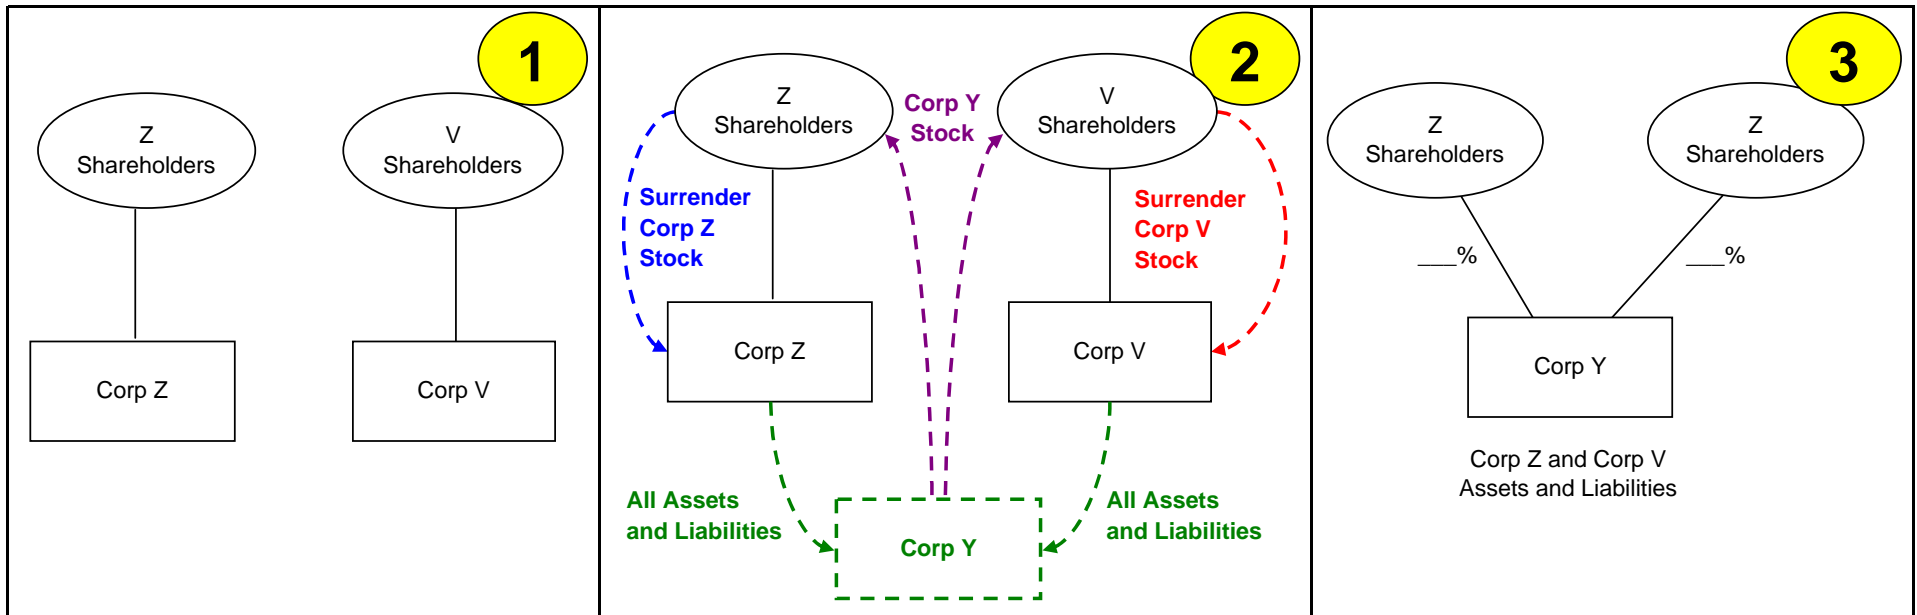 1
Z
Shareholders
V
Shareholders
Corp Z
Corp V
2
Z
Shareholders
Corp Y
Stock
V
Shareholders
Surrender
Corp Z
Stock
Surrender
Corp V
Stock
Corp Z
Corp V
All Assets
and Liabilities
Corp Y
All Assets
and Liabilities
3
Z
Shareholders
Z
Shareholders
___%
___%
Corp Y
Corp Z and Corp V
Assets and Liabilities